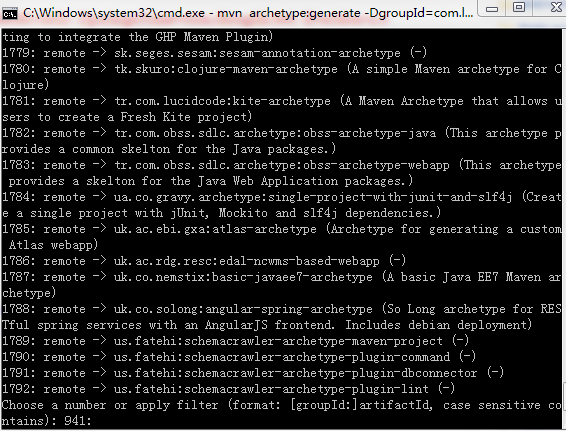 C:\Windows\system32\cmd.exe - mvn archetype:generate -DgroupId=com.l...
ting to integrate the GHP Maven Plugin)
1779: remote -> sk.seges.sesam:sesam-annotation-archetype (-)
1780: remote -> tk.skuro:clojure-maven-archetype (A simple Maven archetype for C
lojure)
1781: remote -> tr.com.lucidcode:kite-archetype (A Maven Archetype that allows u
sers to create a Fresh Kite project)
1782: remote -> tr.com.obss.sdlc.archetype:obss-archetype-java (This archetype p
rovides a common skelton for the Java packages.)
1783: remote -> tr.com.obss.sdlc.archetype:obss-archetype-webapp (This archetype
 provides a skelton for the Java Web Application packages.)
1784: remote -> ua.co.gravy.archetype:single-project-with-junit-and-slf4j (Creat
e a single project with jUnit, Mockito and slf4j dependencies.)
1785: remote -> uk.ac.ebi.gxa:atlas-archetype (Archetype for generating a custom
 Atlas webapp)
1786: remote -> uk.ac.rdg.resc:edal-ncwms-based-webapp (-)
1787: remote -> uk.co.nemstix:basic-javaee7-archetype (A basic Java EE7 Maven ar
chetype)
1788: remote -> uk.co.solong:angular-spring-archetype (So Long archetype for RES
Tful spring services with an AngularJS frontend. Includes debian deployment)
1789: remote -> us.fatehi:schemacrawler-archetype-maven-project (-)
1790: remote -> us.fatehi:schemacrawler-archetype-plugin-command (-)
1791: remote -> us.fatehi:schemacrawler-archetype-plugin-dbconnector (-)
1792: remote -> us.fatehi:schemacrawler-archetype-plugin-lint (-)
Choose a number or apply filter (format: [groupId:]artifactId, case sensitive co
ntains): 941: